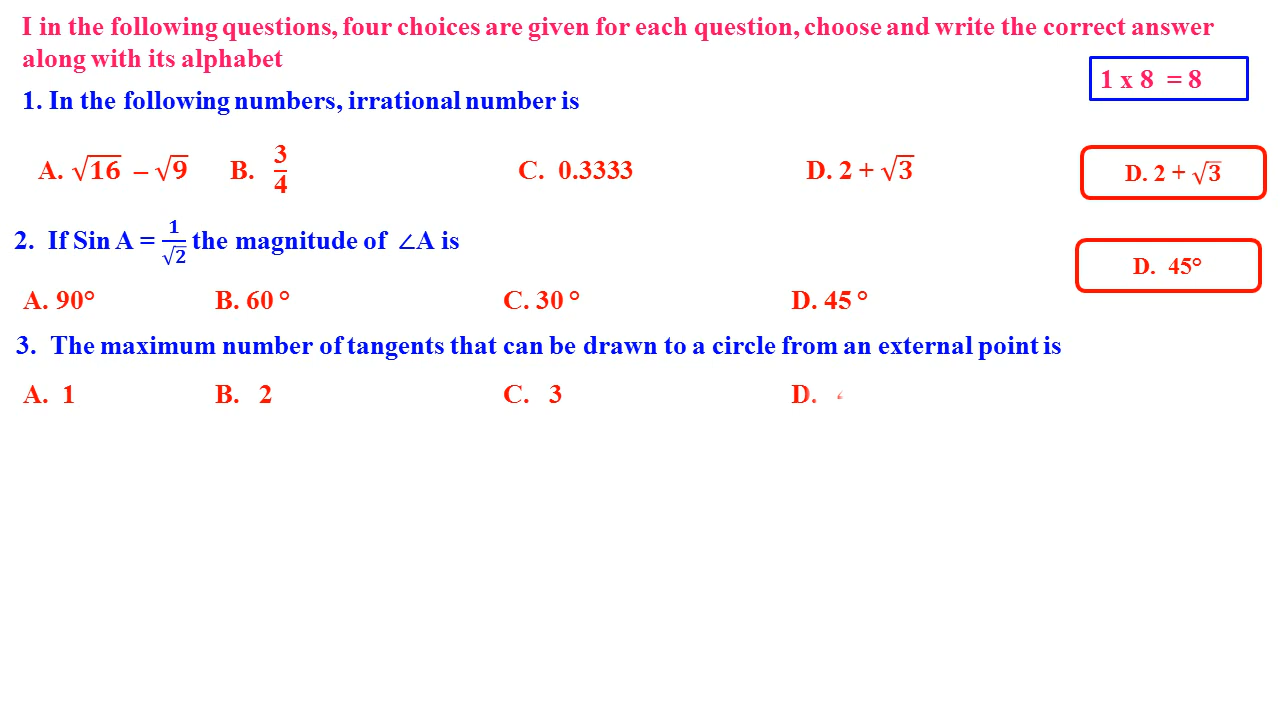 I in the following questions, four choices are given for each question, choose and write the correct answer
along with its alphabet
1 x 8 = 8
1. In the following numbers, irrational number is
A. √16 – √9 B. 3/4 C. 0.3333 D. 2 + √3
D. 2 + √3
2. If Sin A = 1/√2 the magnitude of ∠A is
D. 45°
A. 90° B. 60 ° C. 30 ° D. 45 °
3. The maximum number of tangents that can be drawn to a circle from an external point is
A. 1 B. 2 C. 3 D.